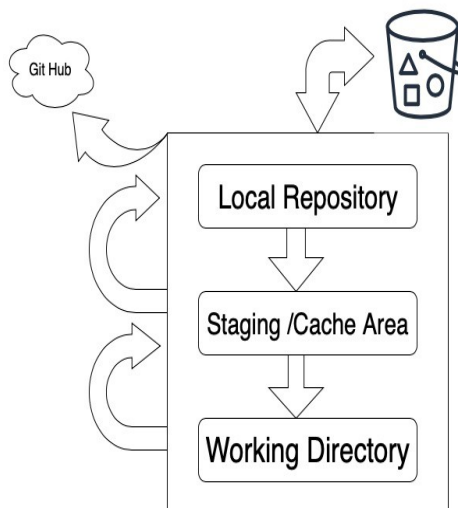 Git Hub
Local Repository
Staging /Cache Area
Working Directory